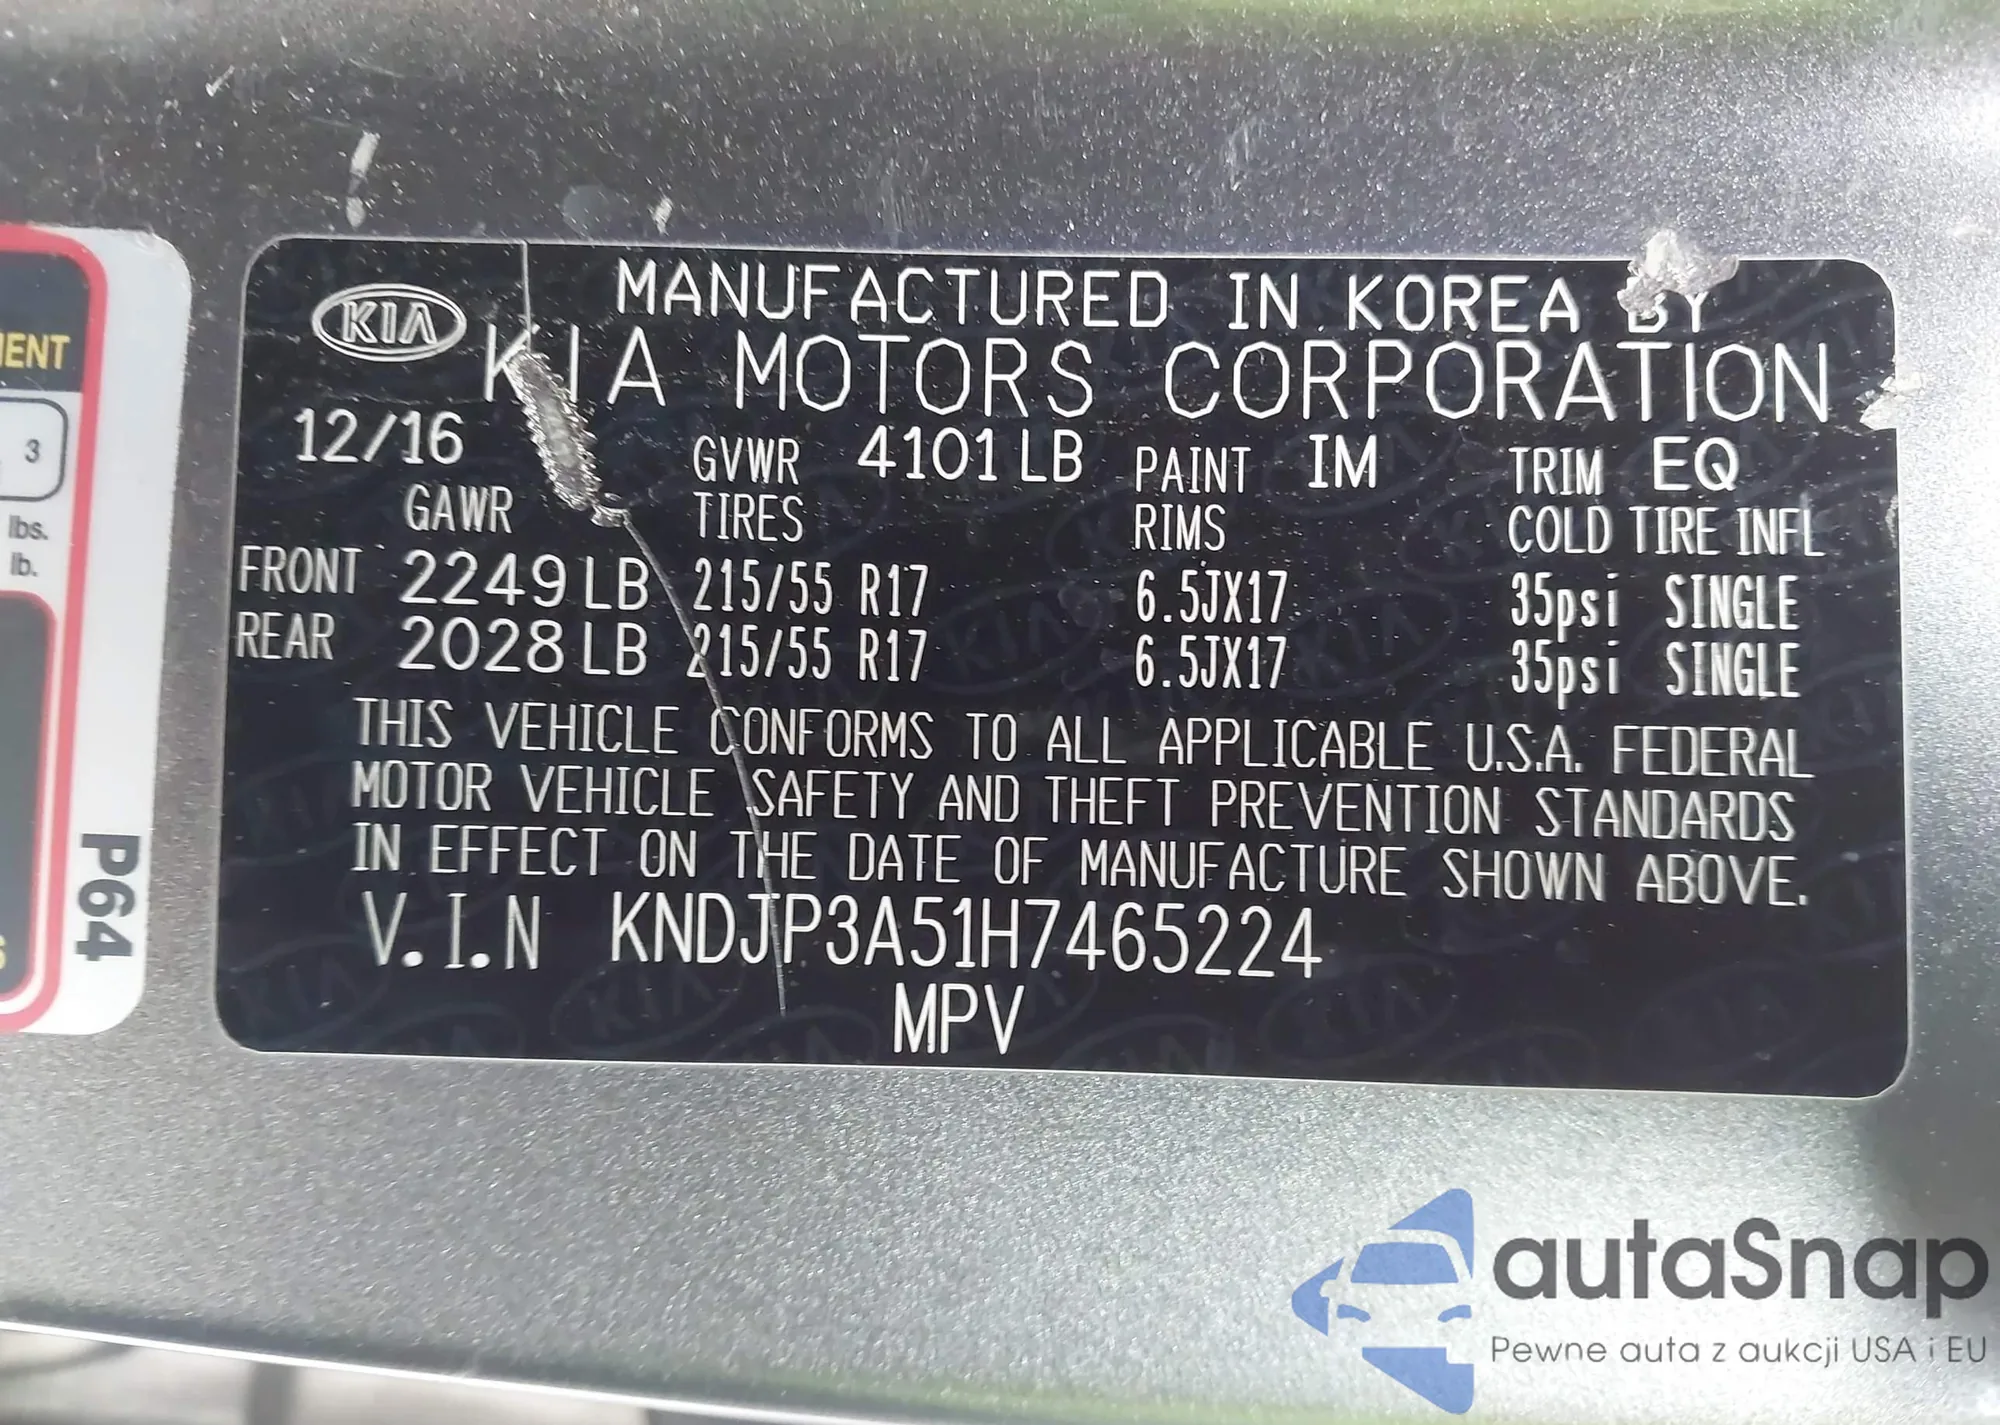 KIA
MANUFACTURED IN KOREA BY
KIA MOTORS CORPORATION
12/16 GVWR 4101 LB PAINT IM TRIM EQ
GAWR TIRES RIMS COLD TIRE INFL
FRONT 2249 LB 215/55 R17 6.5JX17 35psi SINGLE
REAR 2028 LB 215/55 R17 6.5JX17 35psi SINGLE
THIS VEHICLE CONFORMS TO ALL APPLICABLE U.S.A. FEDERAL
MOTOR VEHICLE SAFETY AND THEFT PREVENTION STANDARDS
IN EFFECT ON THE DATE OF MANUFACTURE SHOWN ABOVE.
V.I.N KNDJP3A51H7465224
MPV
3
lbs.
lb.
P64
autaSnap
Pewne auta z aukcji USA i EU